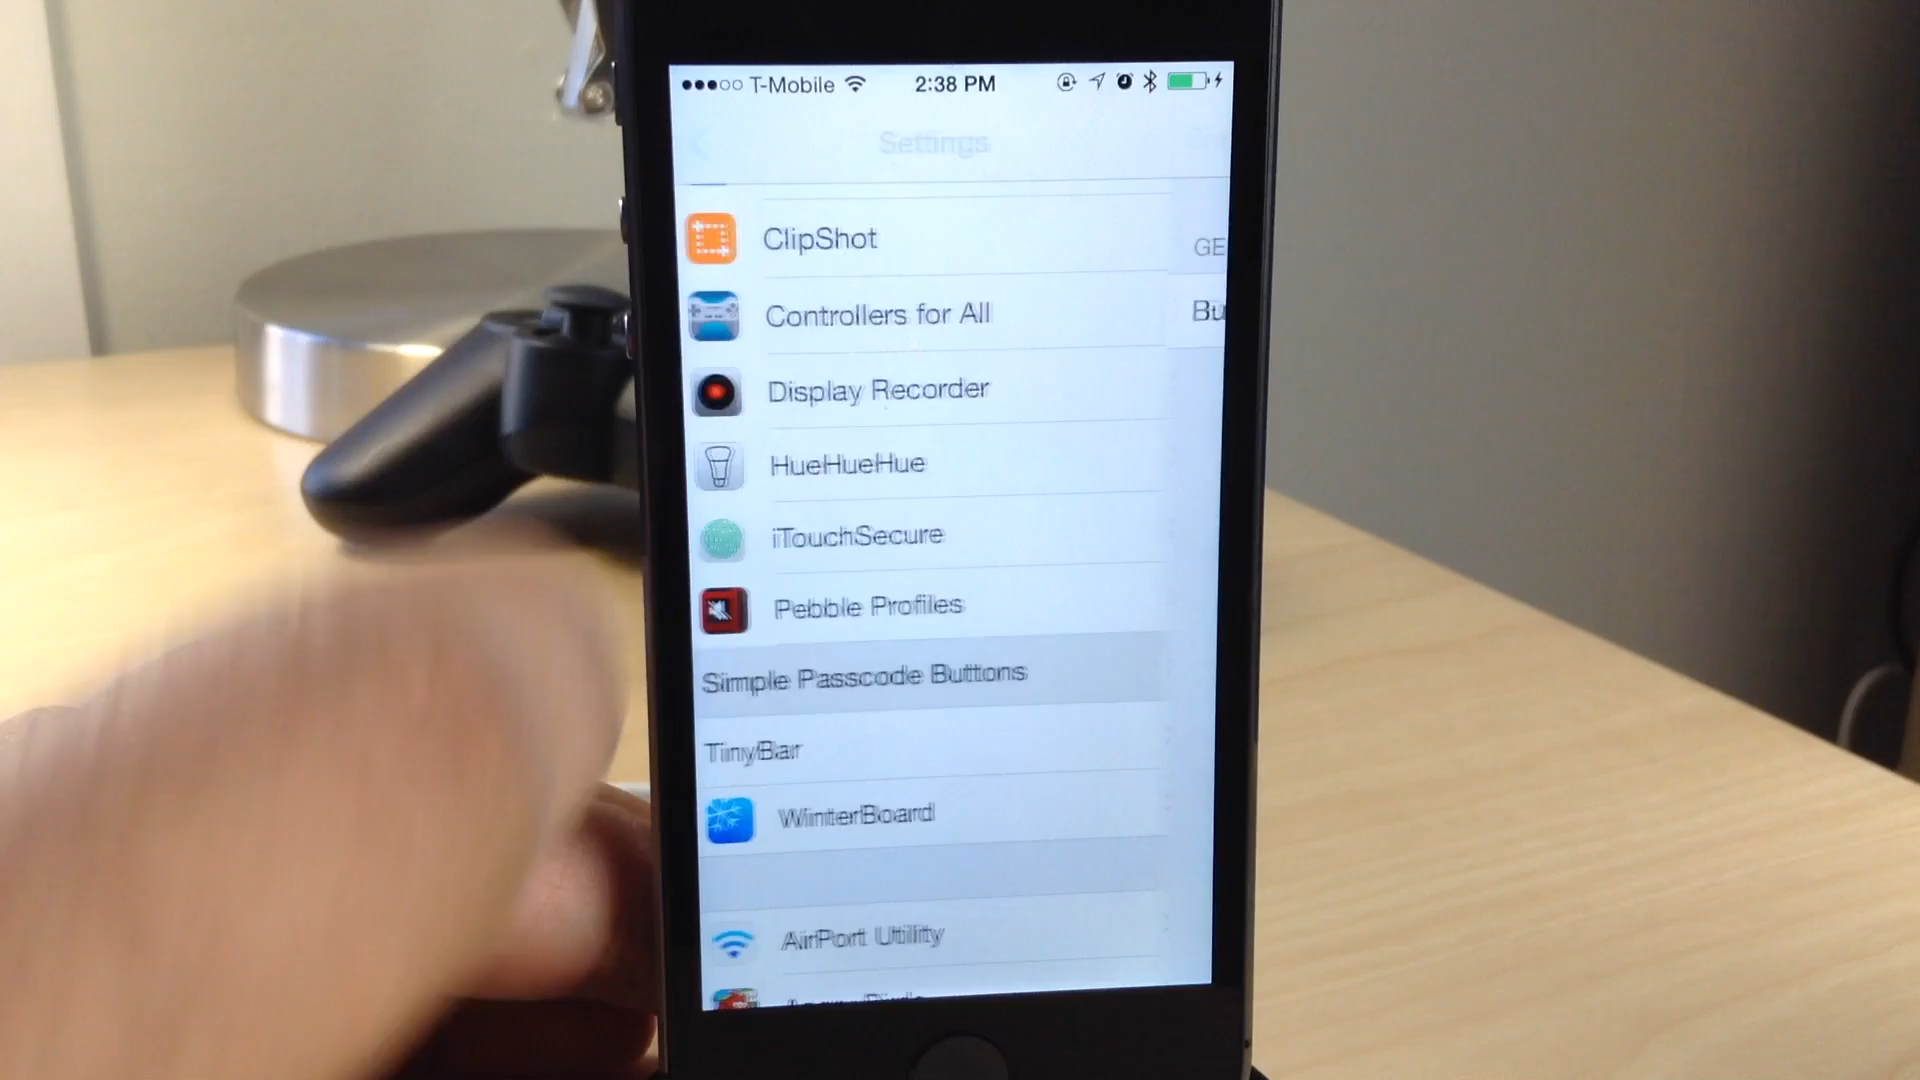 T-Mobile 2:38 PM
Settings
ClipShot
GE
Controllers for All
Bu
Display Recorder
HueHueHue
iTouchSecure
Pebble Profiles
Simple Passcode Buttons
TinyBar
WinterBoard
AirPort Utility